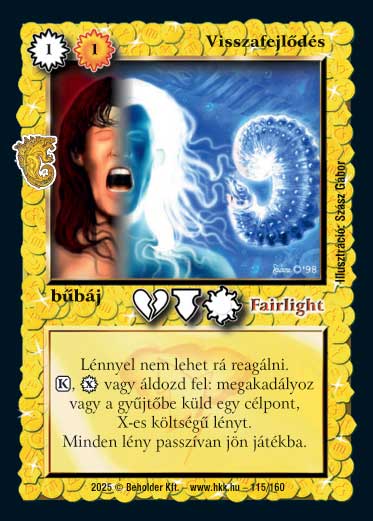 1 1 Visszafejlődés
Illusztráció: Szász Gábor
Szász ©'98
bűbáj
Fairlight
Lénnyel nem lehet rá reagálni.
K, X vagy áldozd fel: megakadályoz
vagy a gyűjtőbe küld egy célpont,
X-es költségű lényt.
Minden lény passzívan jön játékba.
2025 © Beholder Kft. – www.hkk.hu – 115/160